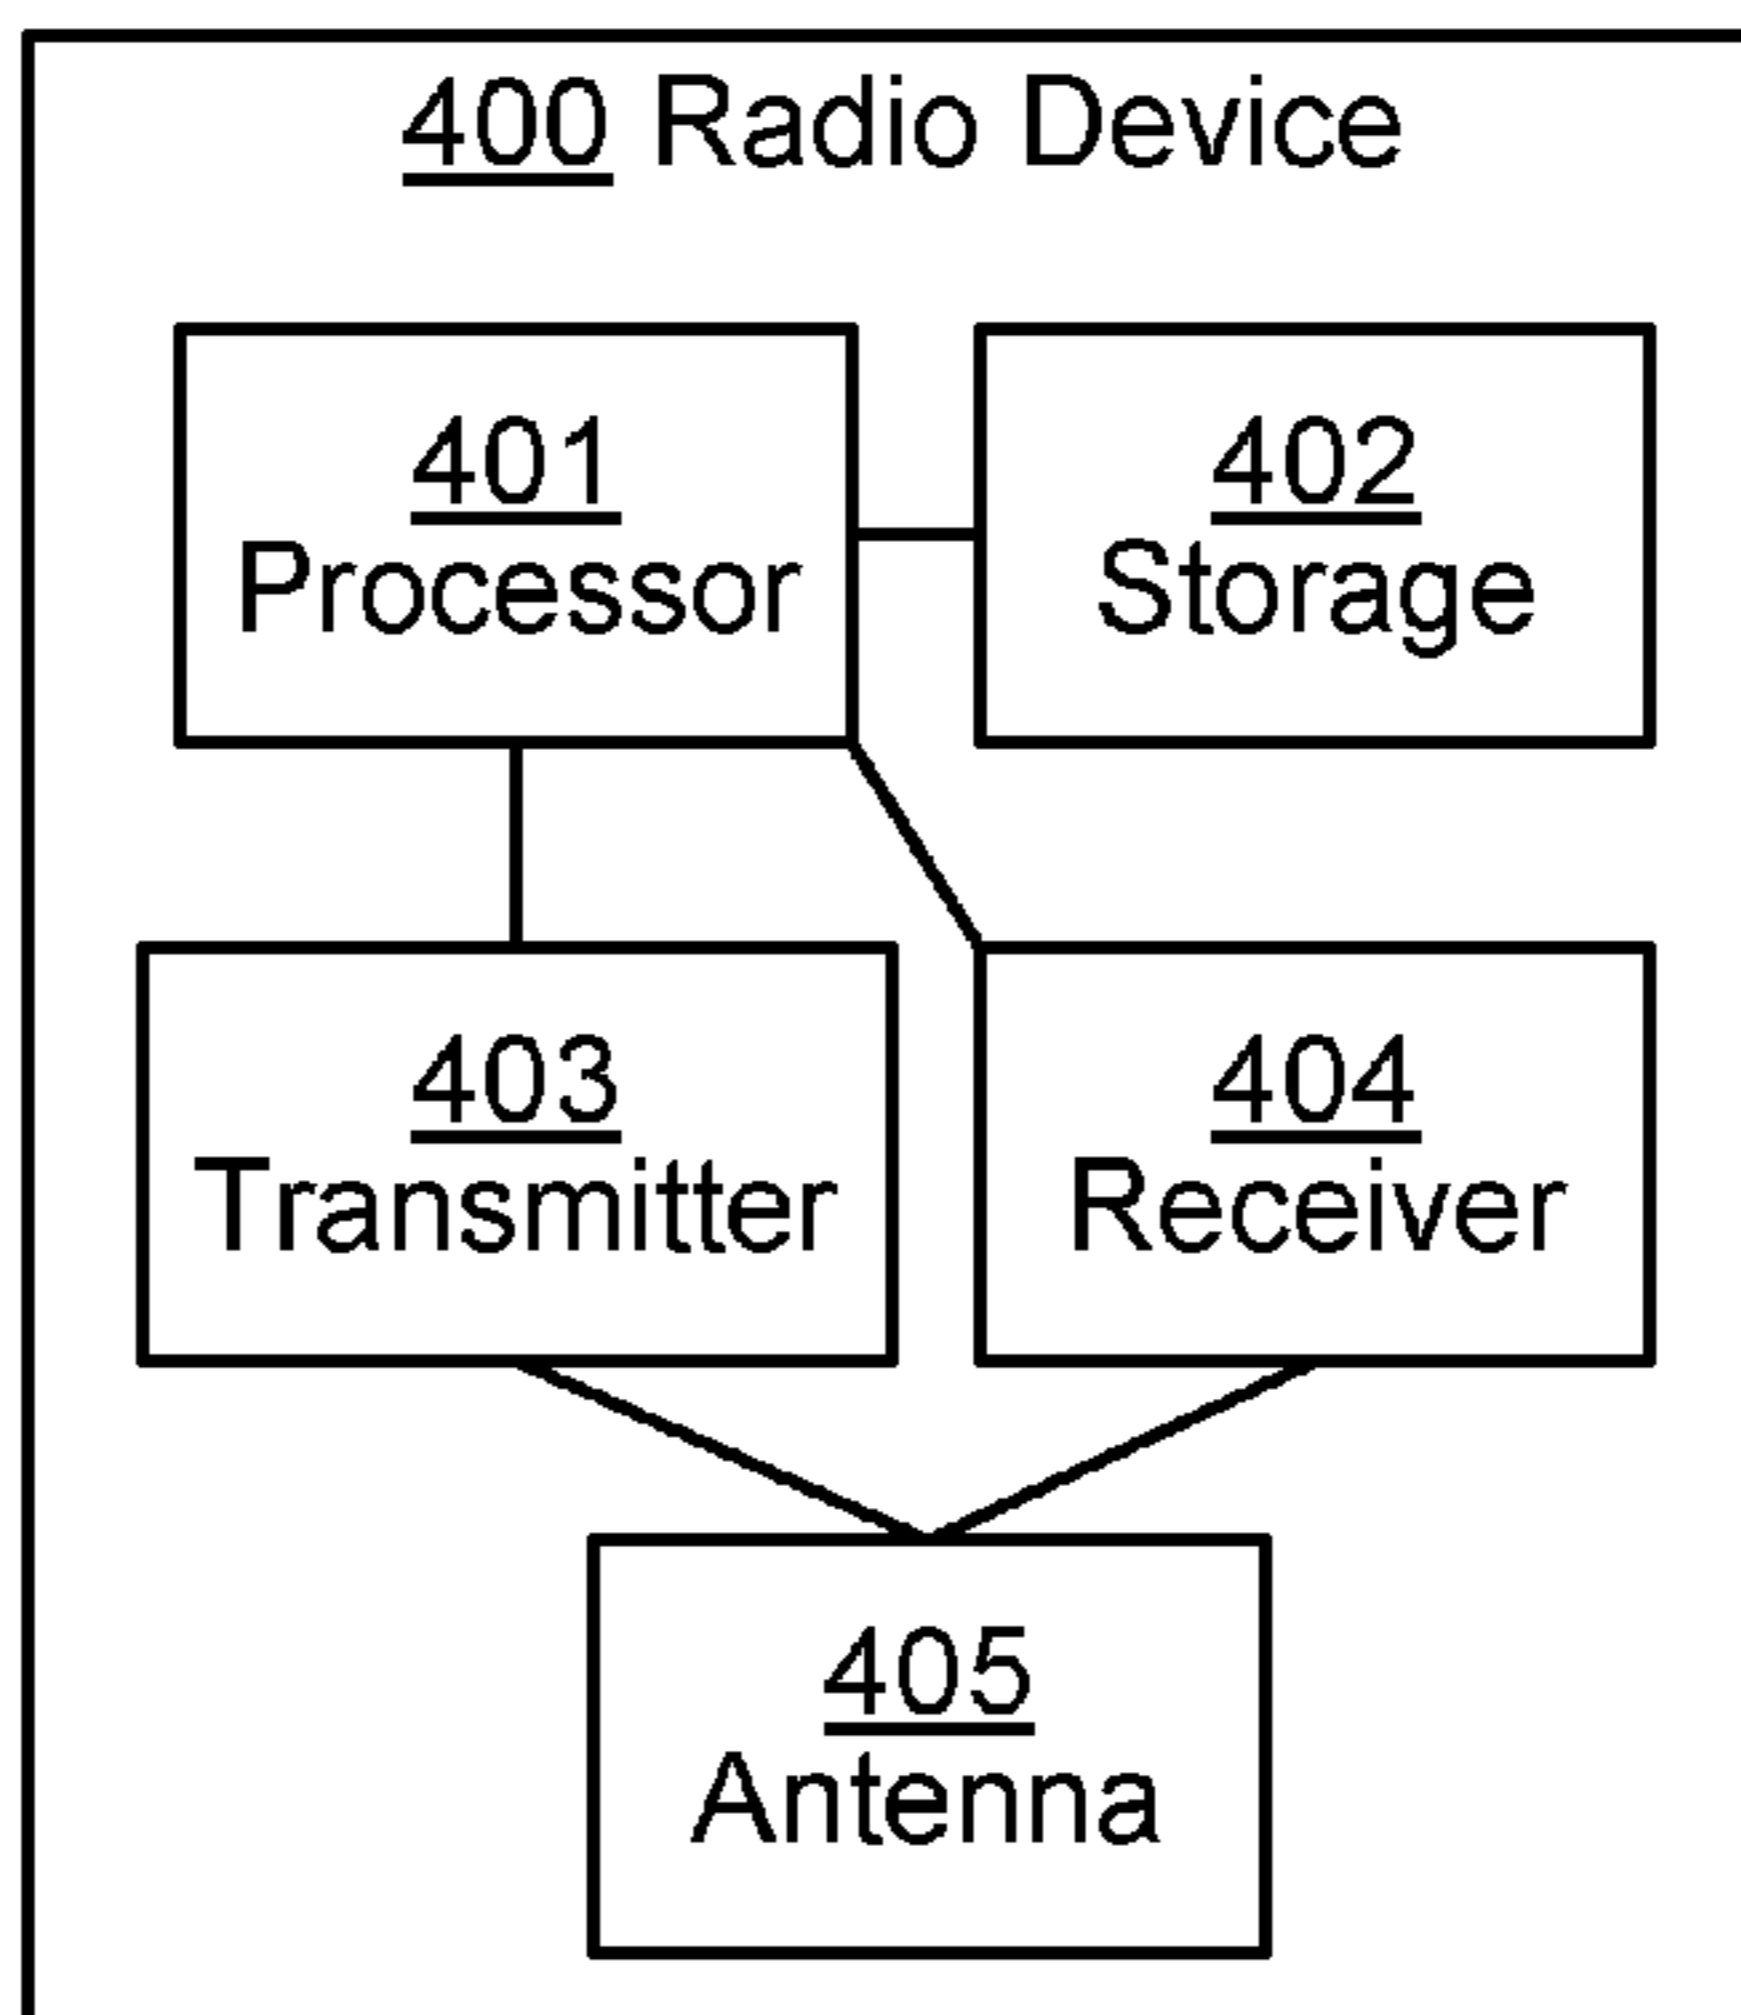 400 Radio Device
401
Processor
402
Storage
403
Transmitter
404
Receiver
405
Antenna